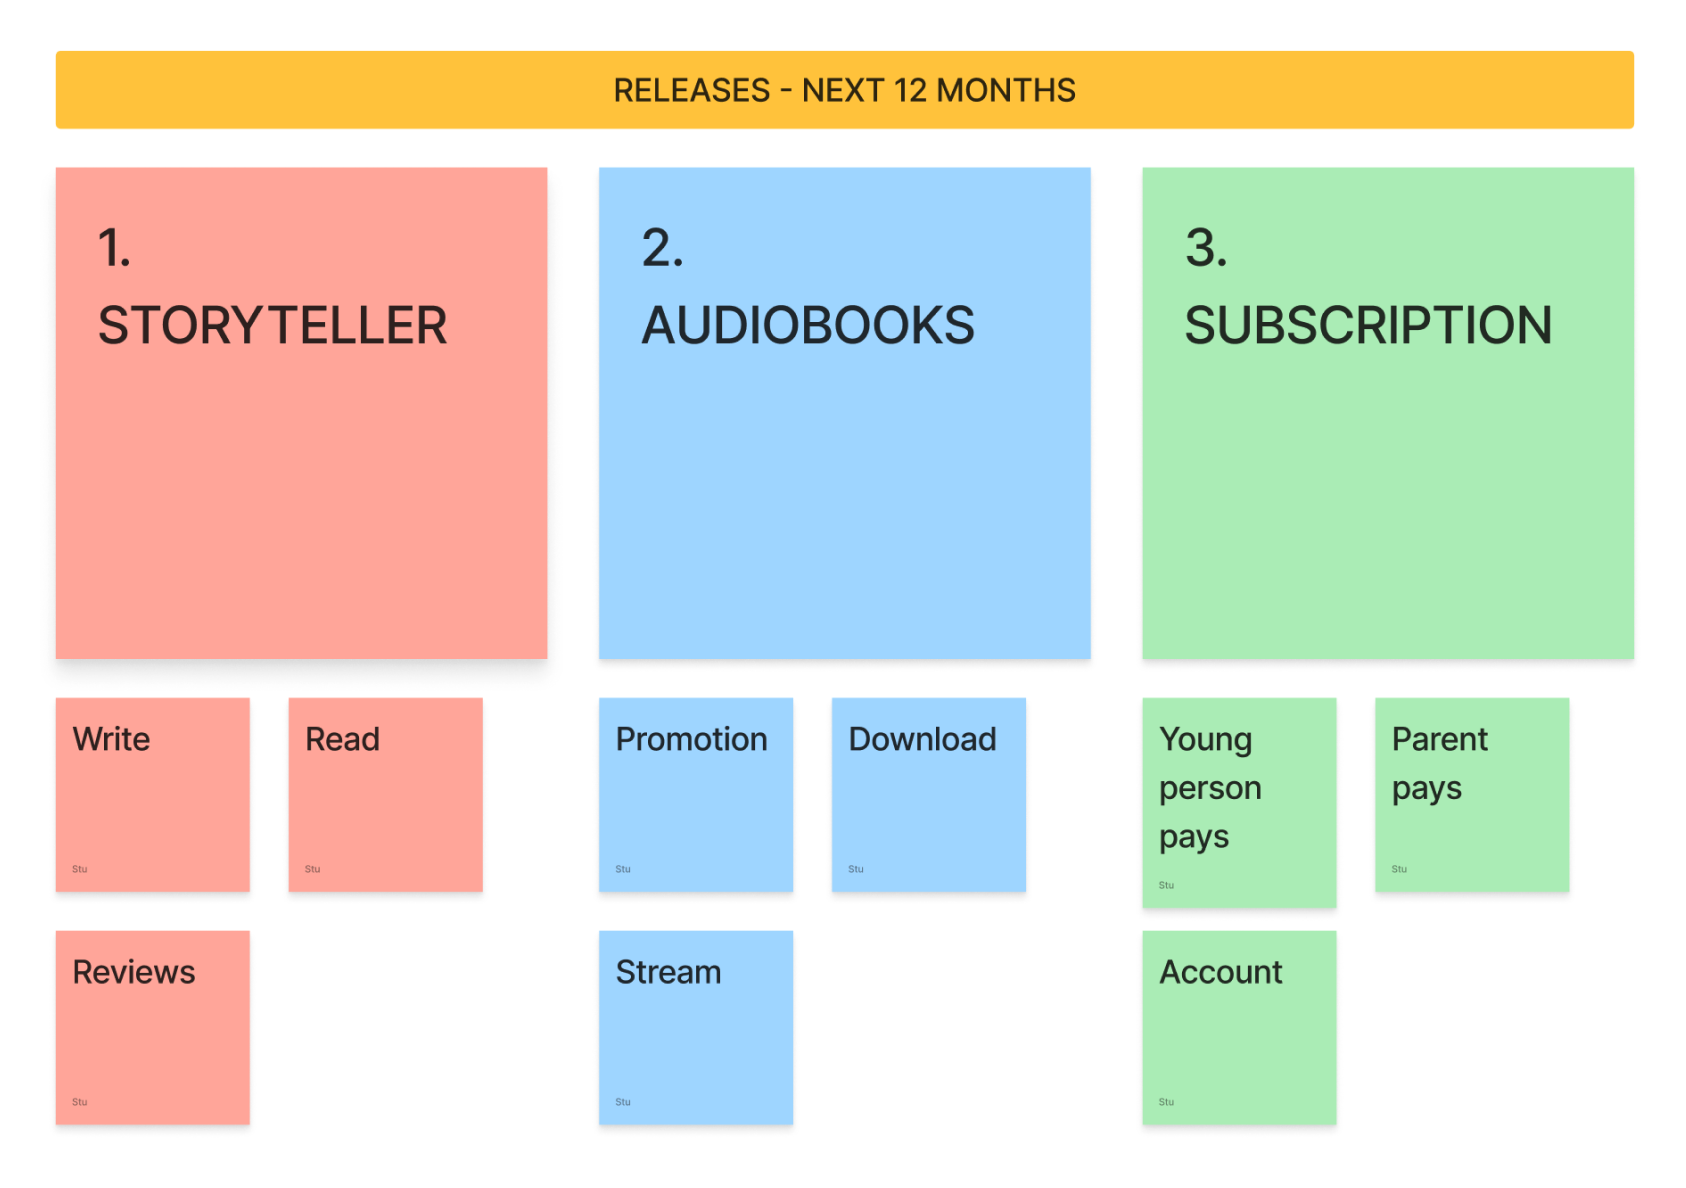 RELEASES - NEXT 12 MONTHS
1.
STORYTELLER
2.
AUDIOBOOKS
3.
SUBSCRIPTION
Write
Stu
Read
Stu
Promotion
Stu
Download
Stu
Young
person
pays
Stu
Parent
pays
Stu
Reviews
Stu
Stream
Stu
Account
Stu